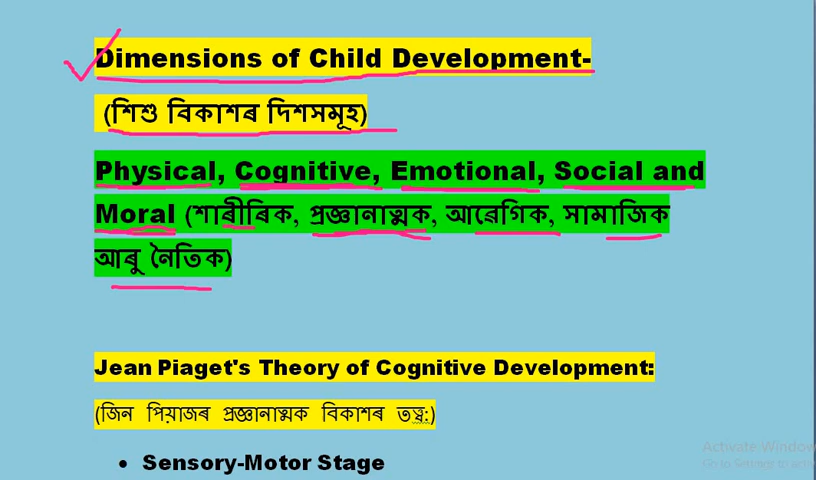 Dimensions of Child Development-
(শিশু বিকাশৰ দিশসমূহ)
Physical, Cognitive, Emotional, Social and
Moral (শাৰীৰিক, প্ৰজ্ঞানাত্মক, আৱেগিক, সামাজিক
আৰু নৈতিক)
Jean Piaget's Theory of Cognitive Development:
(জিন পিয়াজৰ প্ৰজ্ঞানাত্মক বিকাশৰ তত্ত্ব:)
• Sensory-Motor Stage
Activate Window